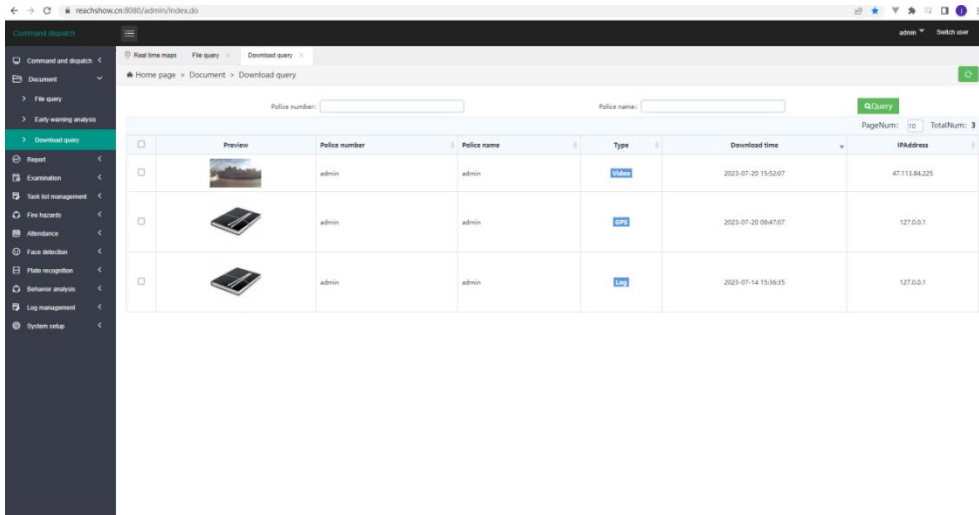 reachshow.cn:8080/admin/index.do
Command dispatch
admin Switch user
Command and dispatch
Document
File query
Early warning analysis
Download query
Report
Examination
Task list management
Fire hazards
Attendance
Face detection
Plate recognition
Behavior analysis
Log management
System setup
Real time maps File query Download query
Home page > Document > Download query
Police number: Police name: Query
PageNum: 10 TotalNum: 3
Preview Police number Police name Type Download time IPAddress
admin admin Video 2023-07-20 15:52:07 47.113.84.225
admin admin GPS 2023-07-20 09:47:07 127.0.0.1
admin admin Log 2023-07-14 15:36:35 127.0.0.1